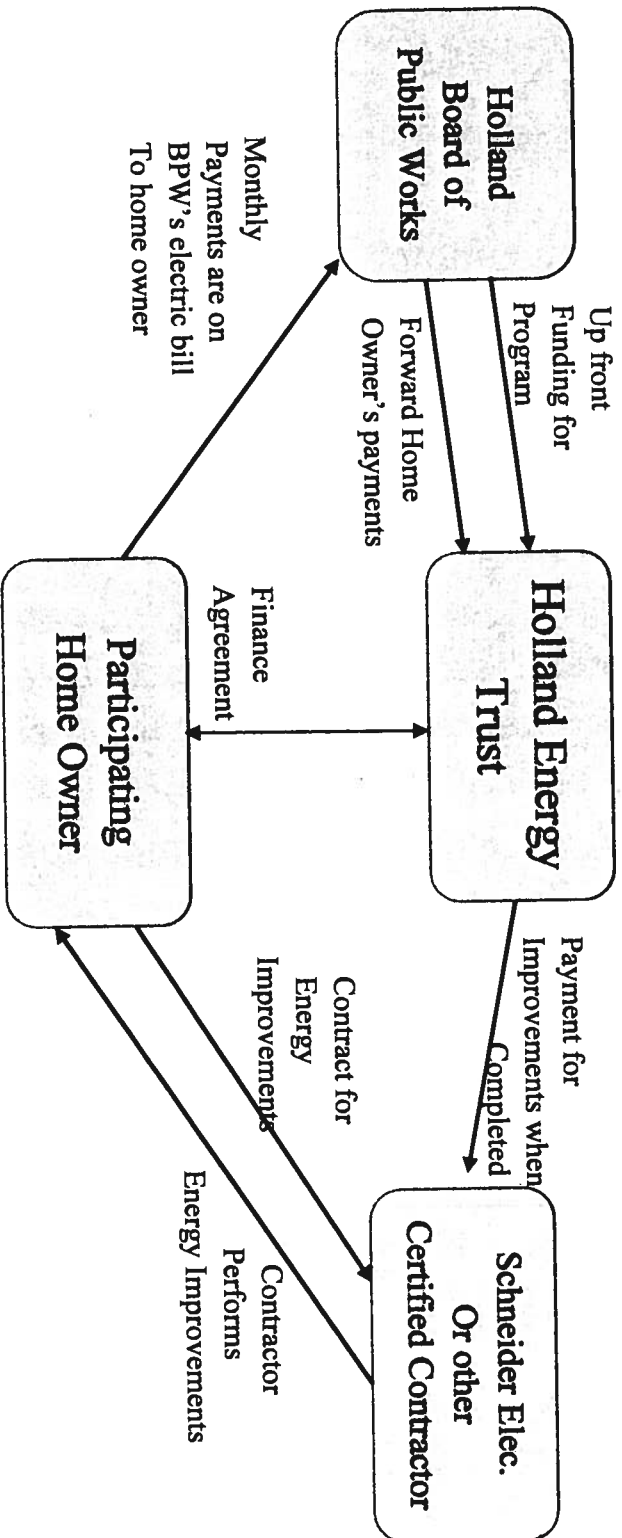 Holland
Board of
Public Works
Up front
Funding for
Program
Forward Home
Owner's payments
Holland Energy
Trust
Payment for
Improvements when
Completed
Schneider Elec.
Or other
Certified Contractor
Monthly
Payments are on
BPW's electric bill
To home owner
Finance
Agreement
Participating
Home Owner
Contract for
Energy
Improvements
Contractor
Performs
Energy Improvements